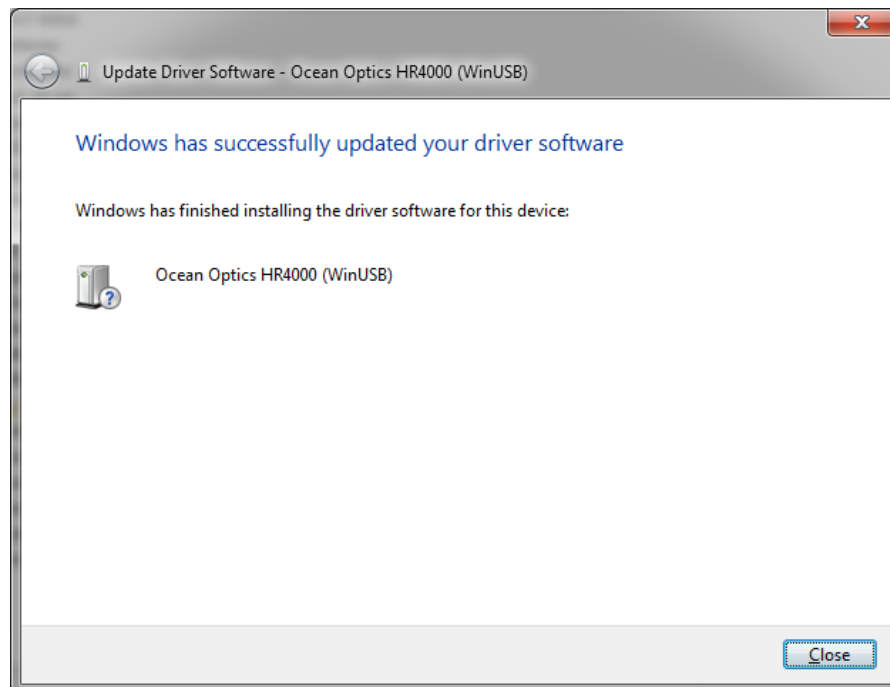 Update Driver Software - Ocean Optics HR4000 (WinUSB)
Windows has successfully updated your driver software
Windows has finished installing the driver software for this device:
Ocean Optics HR4000 (WinUSB)
Close